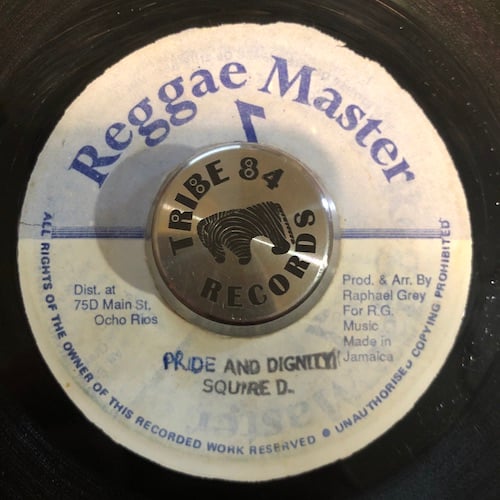 Reggae Master
TRIBE 84
RECORDS
Dist. at
75D Main St,
Ocho Rios
Prod. & Arr. By
Raphael Grey
For R.G.
Music
Made in
Jamaica
PRIDE AND DIGNITY
SQUIRE D.
ALL RIGHTS OF THE OWNER OF THIS RECORDED WORK RESERVED ● UNAUTHORISED COPYING PROHIBITED